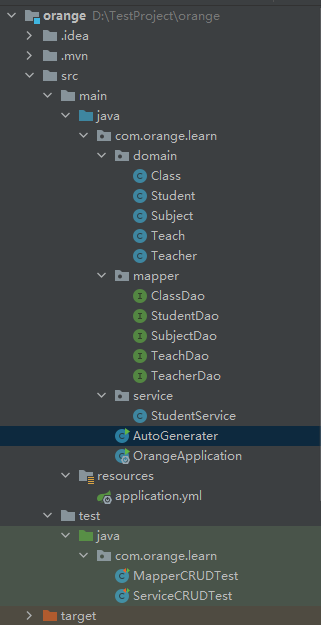 orange D:\TestProject\orange
.idea
.mvn
src
main
java
com.orange.learn
domain
Class
Student
Subject
Teach
Teacher
mapper
ClassDao
StudentDao
SubjectDao
TeachDao
TeacherDao
service
StudentService
AutoGenerater
OrangeApplication
resources
application.yml
test
java
com.orange.learn
MapperCRUDTest
ServiceCRUDTest
target